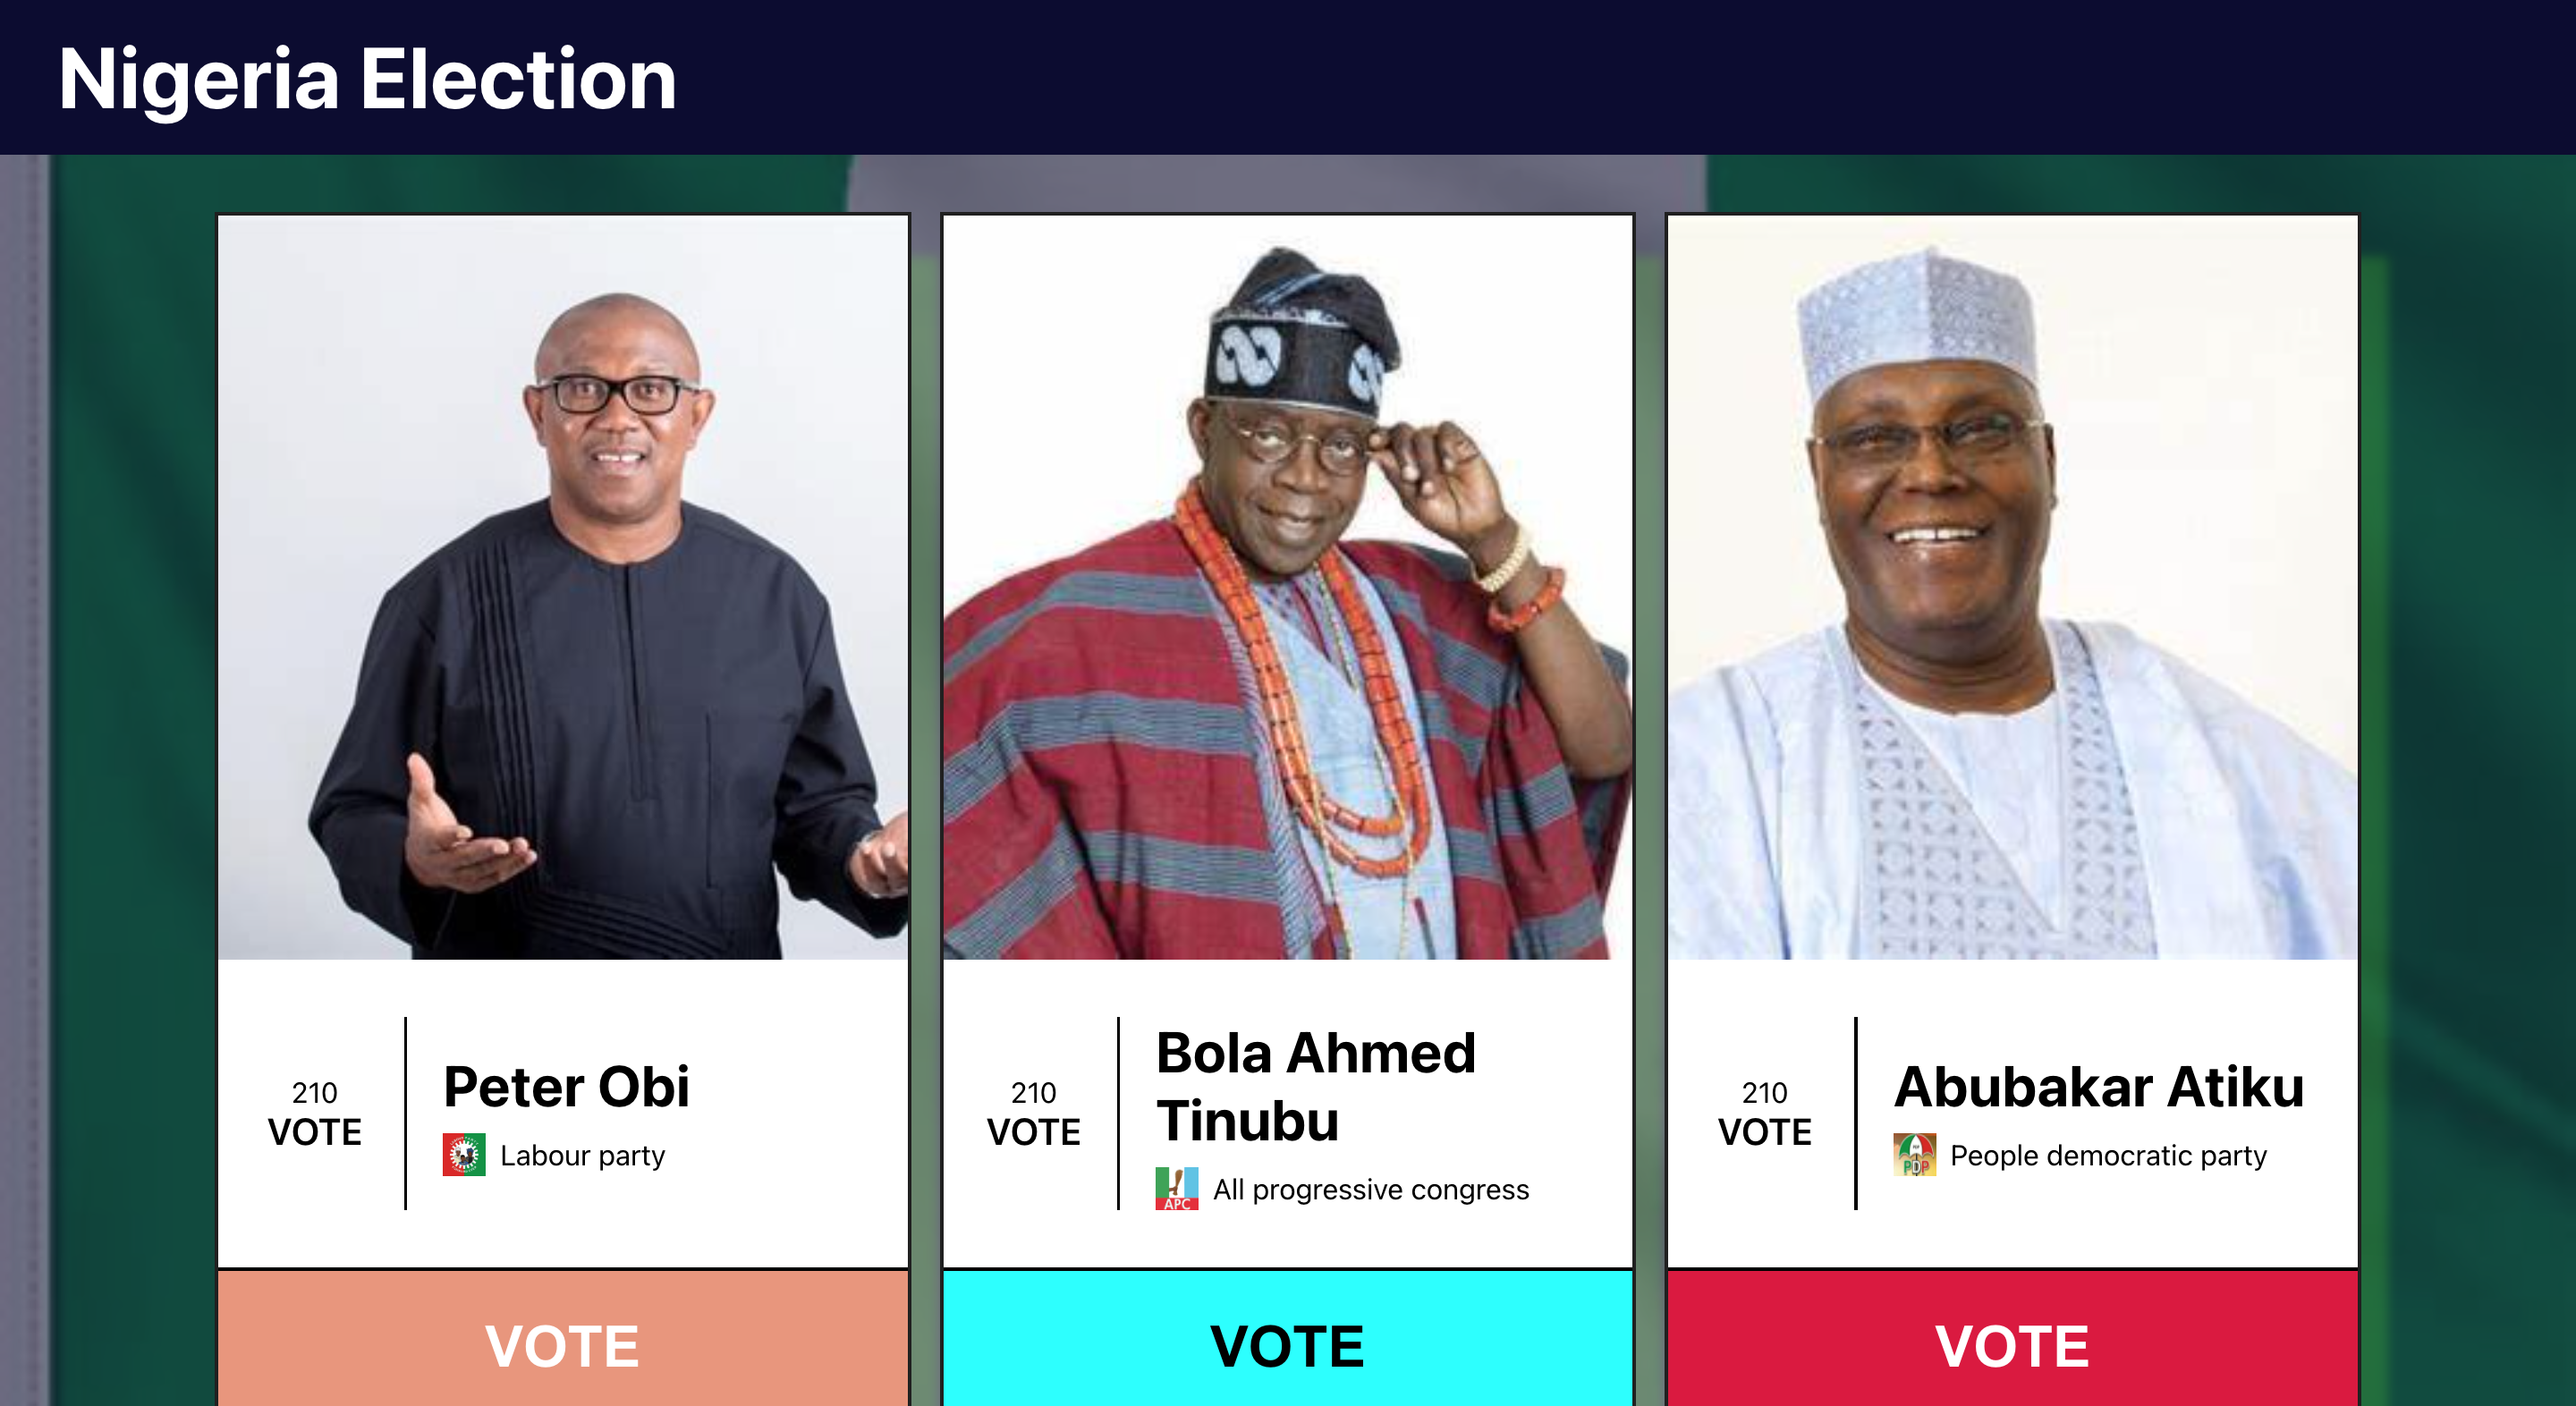 Nigeria Election
210
VOTE
Peter Obi
Labour party
VOTE
210
VOTE
Bola Ahmed
Tinubu
APC
All progressive congress
VOTE
210
VOTE
Abubakar Atiku
PDP
People democratic party
VOTE